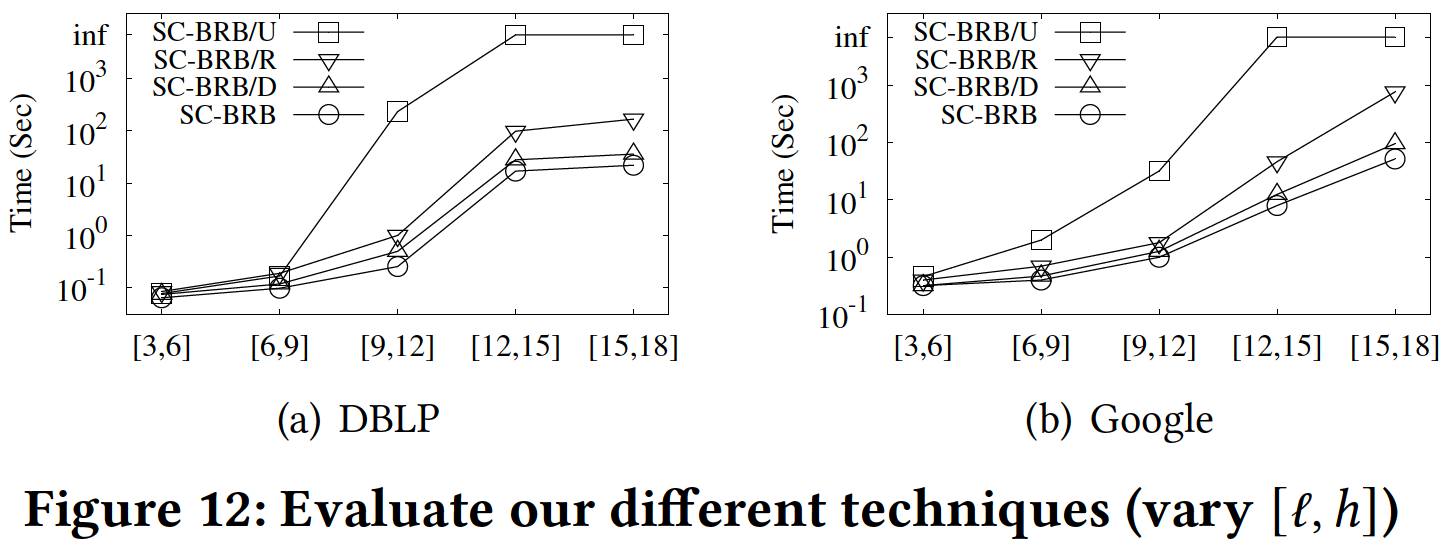 SC-BRB/U
SC-BRB/R
SC-BRB/D
SC-BRB
inf
10^3
10^2
10^1
10^0
10^-1
Time (Sec)
[3,6] [6,9] [9,12] [12,15] [15,18]
(a) DBLP
SC-BRB/U
SC-BRB/R
SC-BRB/D
SC-BRB
inf
10^3
10^2
10^1
10^0
10^-1
Time (Sec)
[3,6] [6,9] [9,12] [12,15] [15,18]
(b) Google
Figure 12: Evaluate our different techniques (vary [ℓ, h])